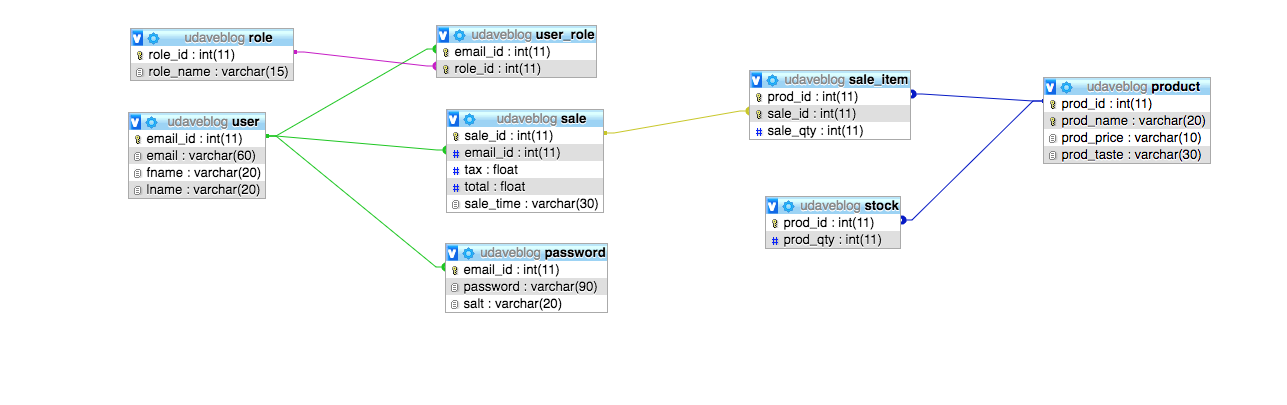 udaveblog role
role_id : int(11)
role_name : varchar(15)
udaveblog user_role
email_id : int(11)
role_id : int(11)
udaveblog user
email_id : int(11)
email : varchar(60)
fname : varchar(20)
lname : varchar(20)
udaveblog sale
sale_id : int(11)
email_id : int(11)
tax : float
total : float
sale_time : varchar(30)
udaveblog password
email_id : int(11)
password : varchar(90)
salt : varchar(20)
udaveblog sale_item
prod_id : int(11)
sale_id : int(11)
sale_qty : int(11)
udaveblog stock
prod_id : int(11)
prod_qty : int(11)
udaveblog product
prod_id : int(11)
prod_name : varchar(20)
prod_price : varchar(10)
prod_taste : varchar(30)